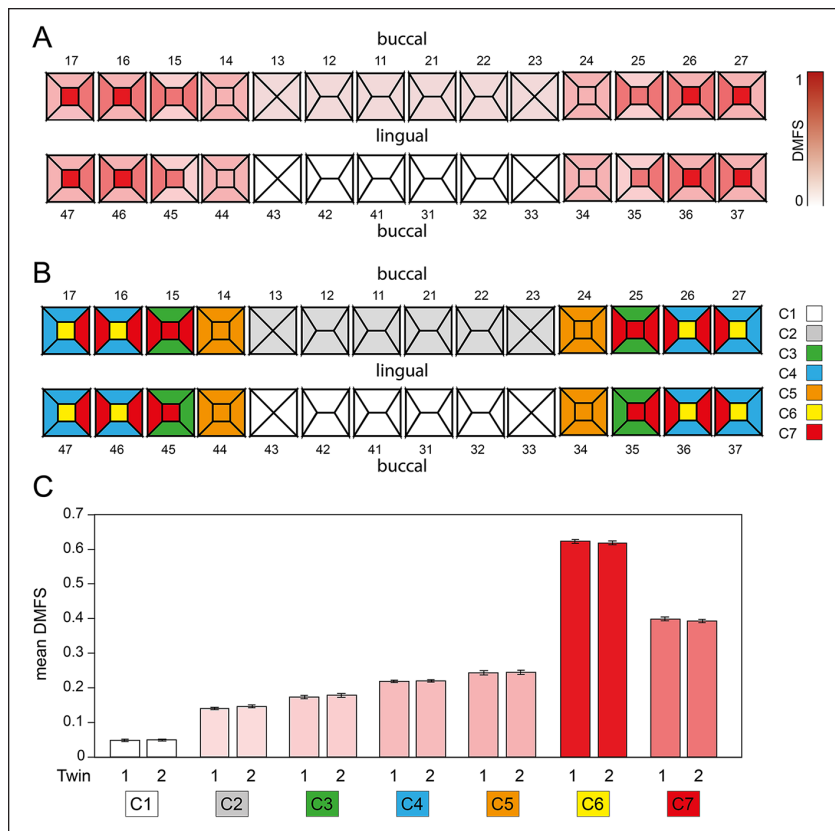 A
buccal
17 16 15 14 13 12 11 21 22 23 24 25 26 27
lingual
47 46 45 44 43 42 41 31 32 33 34 35 36 37
buccal
1
DMFS
0
B
buccal
17 16 15 14 13 12 11 21 22 23 24 25 26 27
lingual
47 46 45 44 43 42 41 31 32 33 34 35 36 37
buccal
C1
C2
C3
C4
C5
C6
C7
C
mean DMFS
0.7
0.6
0.5
0.4
0.3
0.2
0.1
0
Twin 1 2 1 2 1 2 1 2 1 2 1 2 1 2
C1 C2 C3 C4 C5 C6 C7